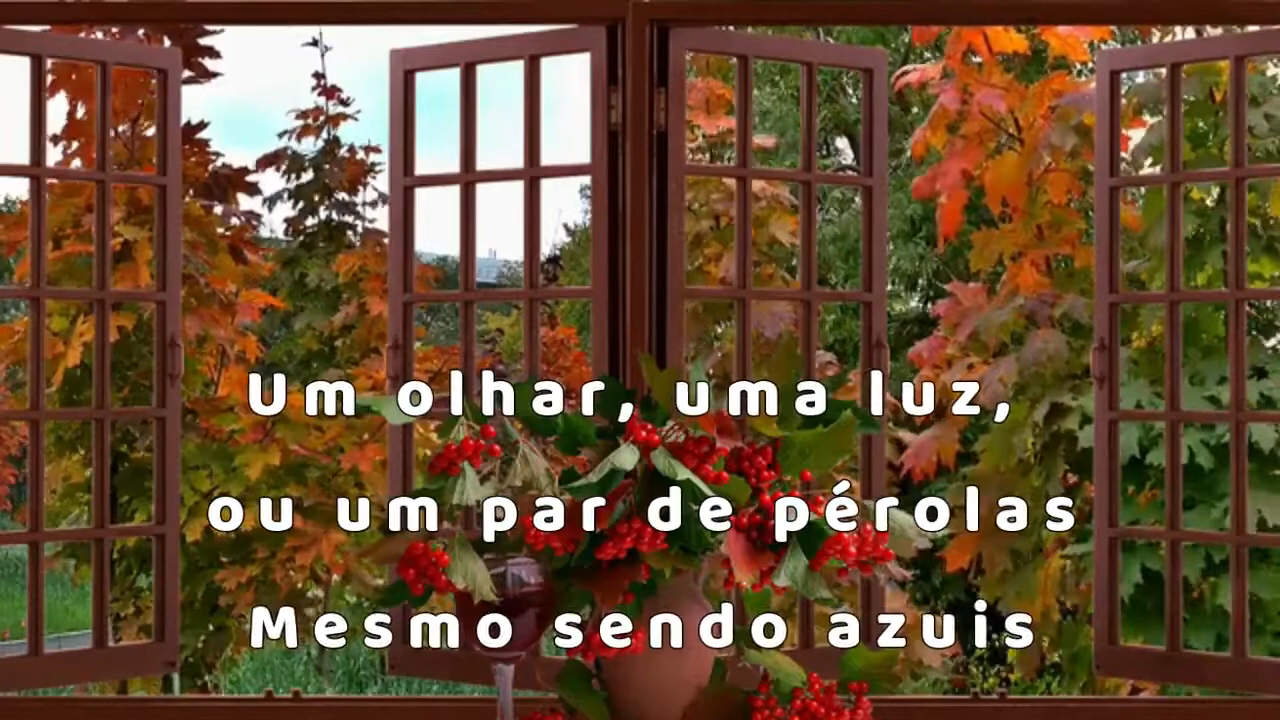 Um olhar, uma luz,
ou um par de pérolas
Mesmo sendo azuis